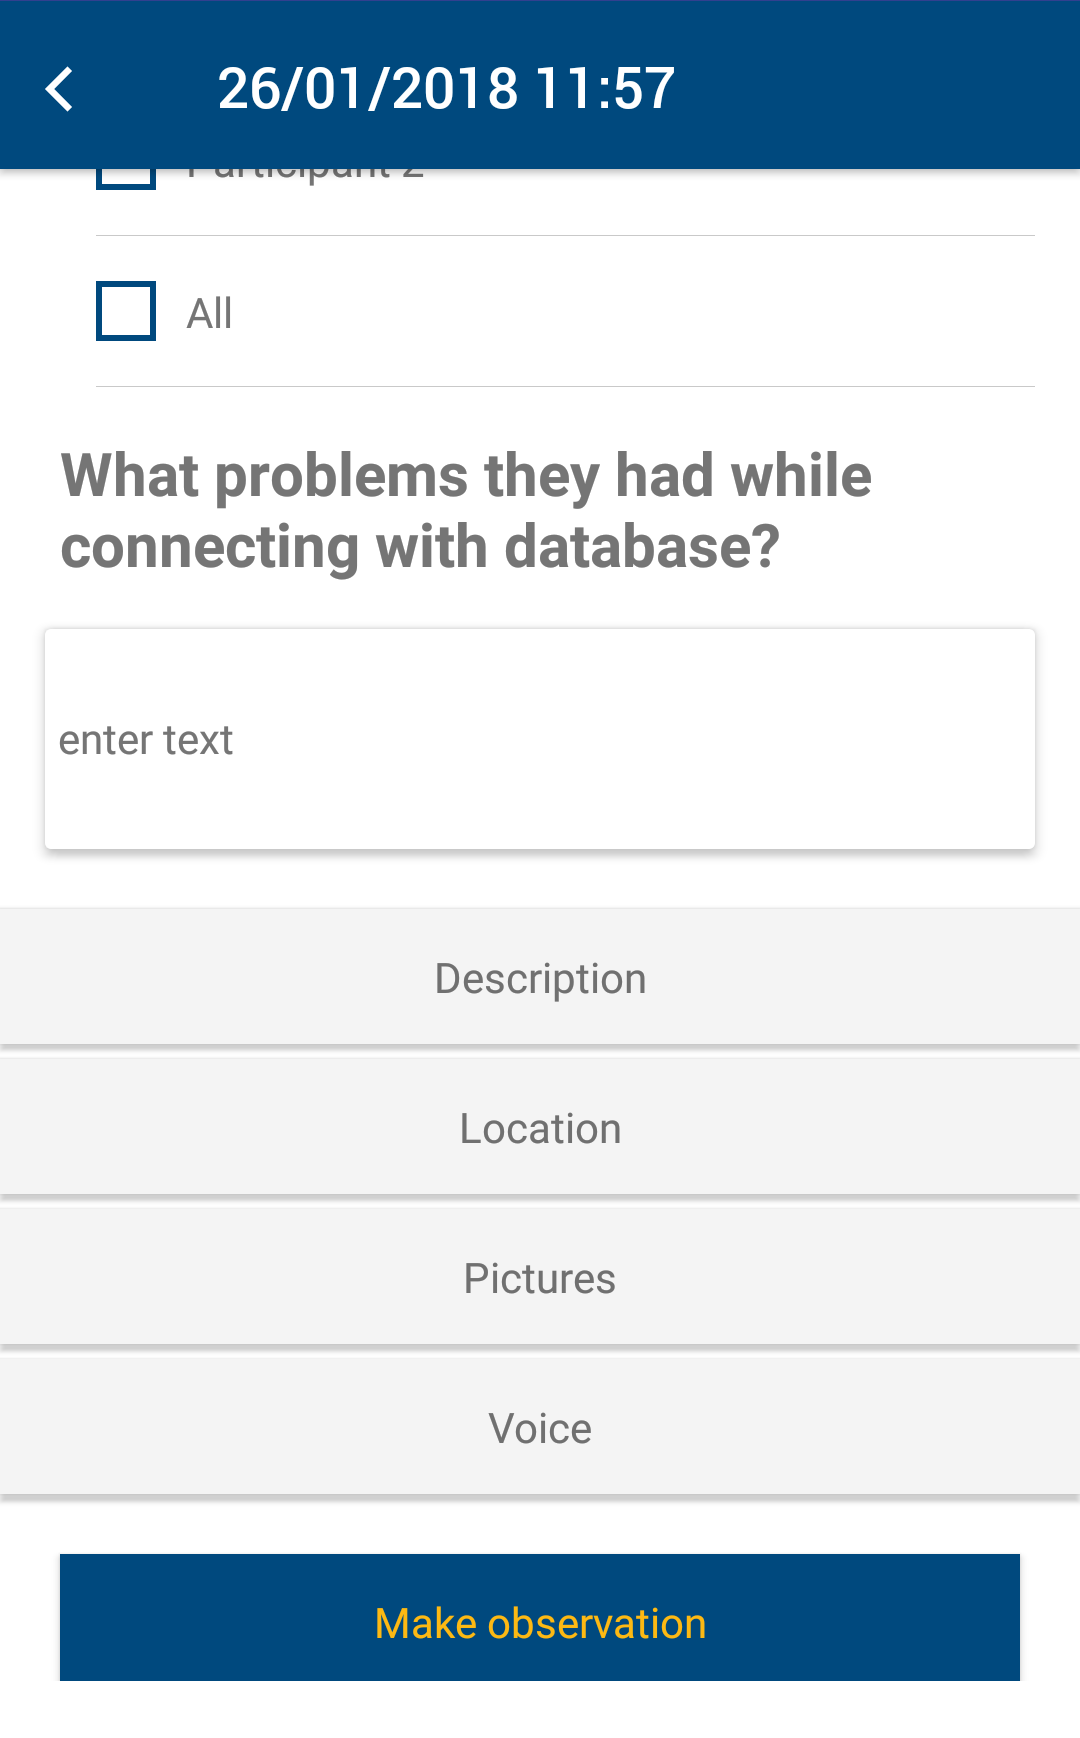 26/01/2018 11:57
Participant 2
All
What problems they had while
connecting with database?
enter text
Description
Location
Pictures
Voice
Make observation